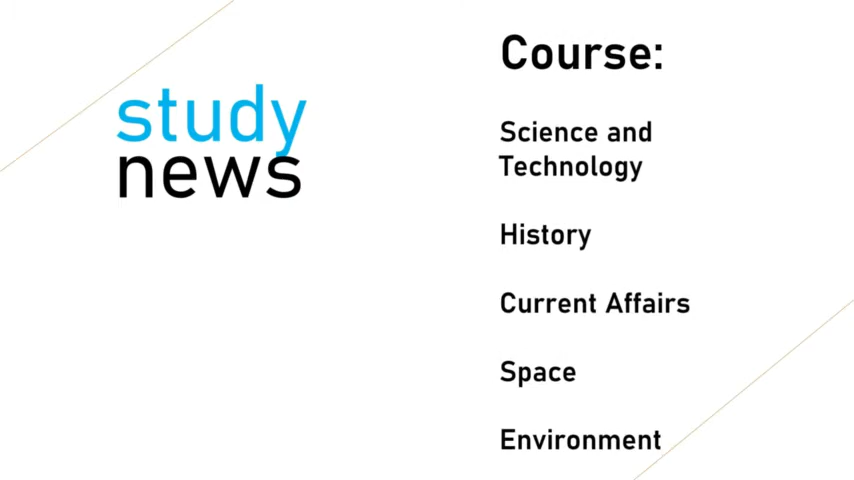 study
news
Course:
Science and
Technology
History
Current Affairs
Space
Environment